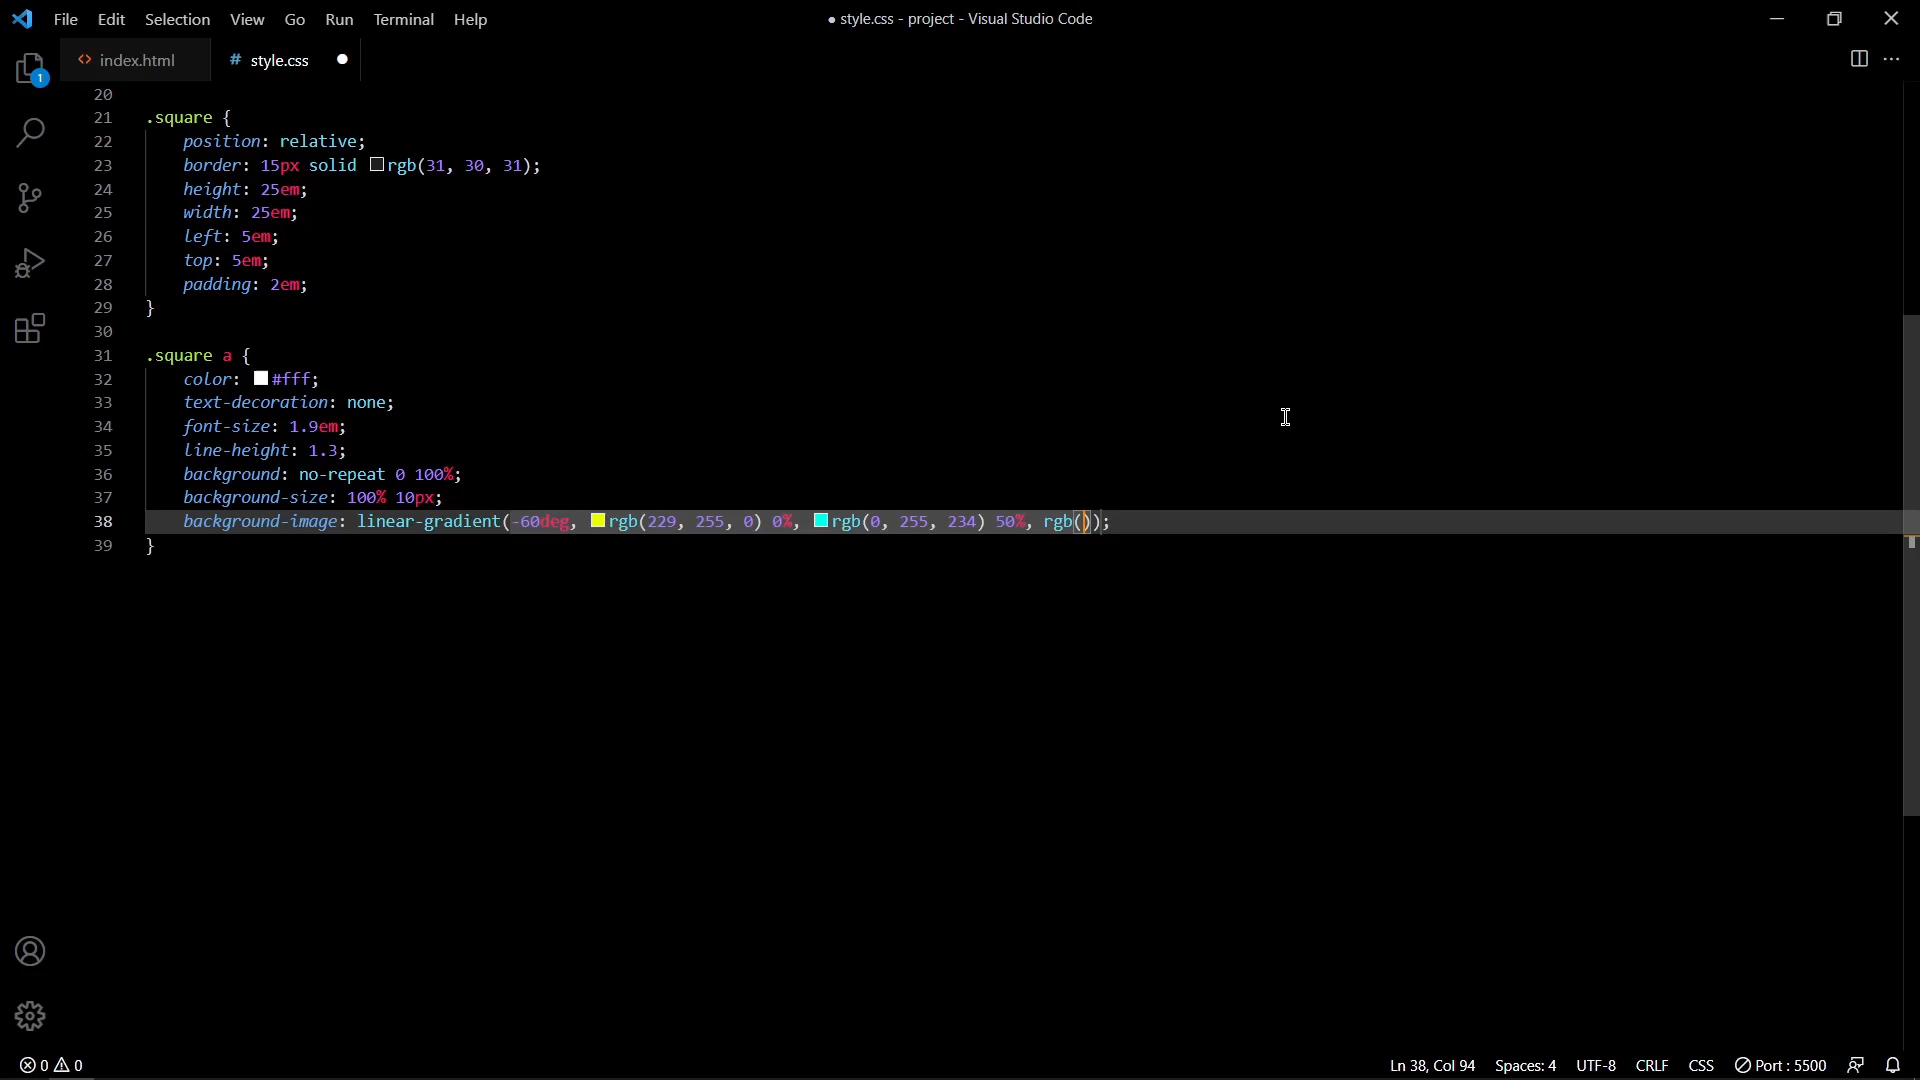 File Edit Selection View Go Run Terminal Help
● style.css - project - Visual Studio Code
<> index.html
# style.css ●
1
20
21 .square {
22     position: relative;
23     border: 15px solid rgb(31, 30, 31);
24     height: 25em;
25     width: 25em;
26     left: 5em;
27     top: 5em;
28     padding: 2em;
29 }
30
31 .square a {
32     color: #fff;
33     text-decoration: none;
34     font-size: 1.9em;
35     line-height: 1.3;
36     background: no-repeat 0 100%;
37     background-size: 100% 10px;
38     background-image: linear-gradient(-60deg, rgb(229, 255, 0) 0%, rgb(0, 255, 234) 50%, rgb());
39 }
0 0 Ln 38, Col 94 Spaces: 4 UTF-8 CRLF CSS Port : 5500